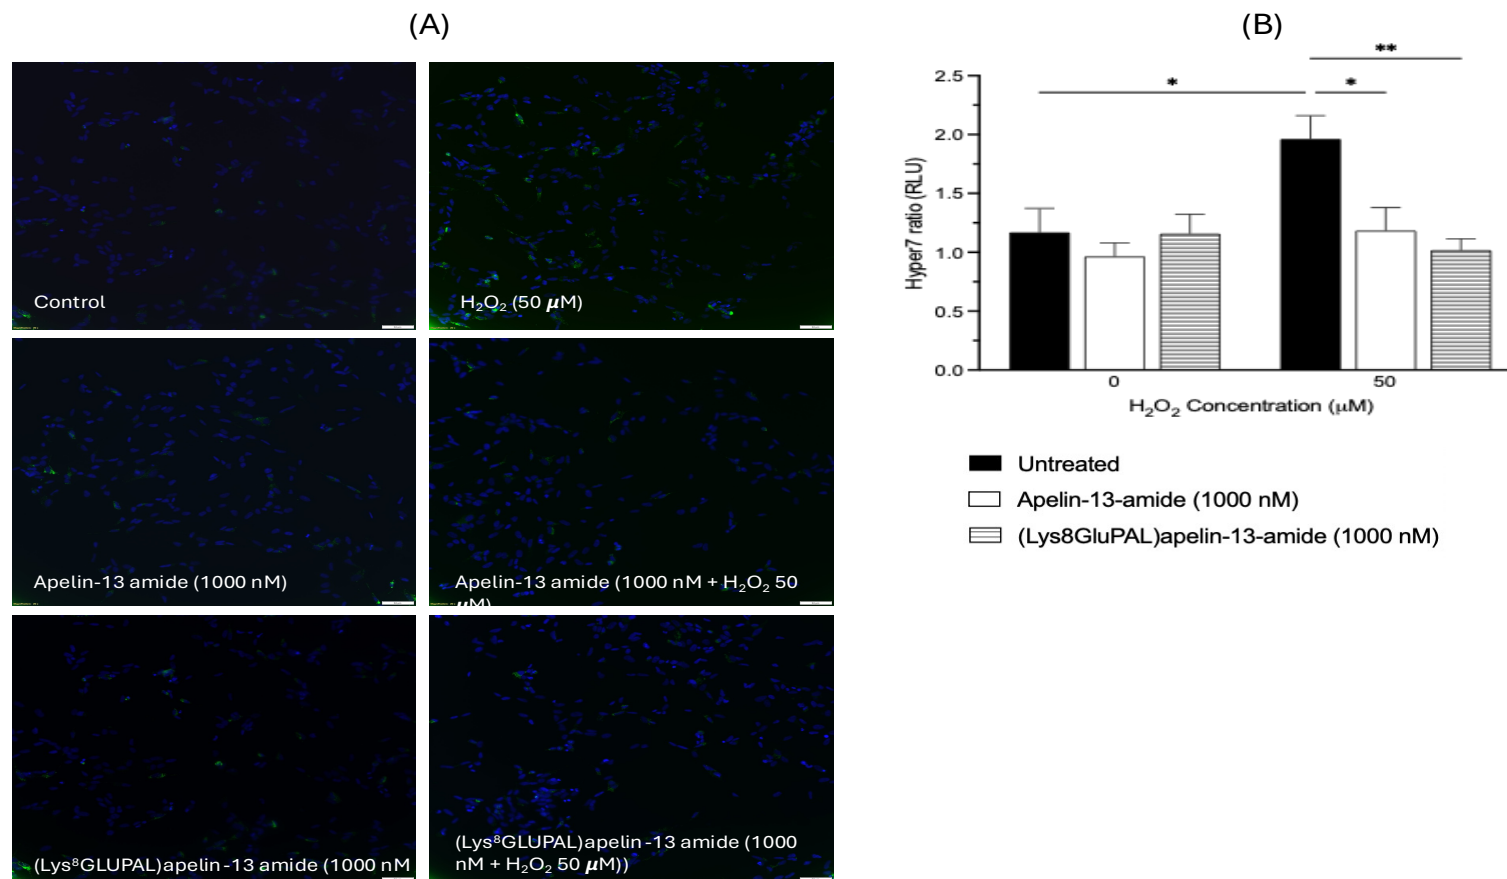 (A)
Control
H₂O₂ (50 μM)
Apelin-13 amide (1000 nM)
Apelin-13 amide (1000 nM + H₂O₂ 50
μM)
(Lys⁸GLUPAL)apelin-13 amide (1000 nM
(Lys⁸GLUPAL)apelin-13 amide (1000
nM + H₂O₂ 50 μM))
(B)
**
*
*
2.5
2.0
1.5
1.0
0.5
0.0
Hyper7 ratio (RLU)
0
50
H₂O₂ Concentration (μM)
Untreated
Apelin-13-amide (1000 nM)
(Lys8GluPAL)apelin-13-amide (1000 nM)